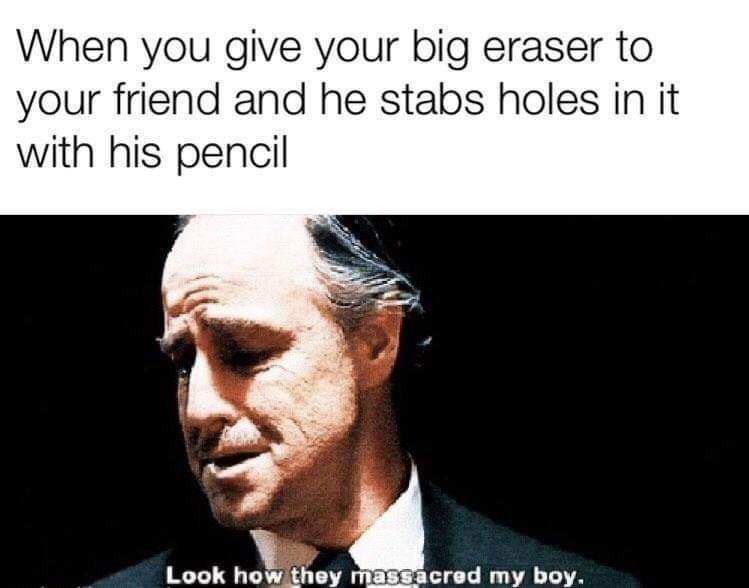 When you give your big eraser to
your friend and he stabs holes in it
with his pencil
Look how they massacred my boy.